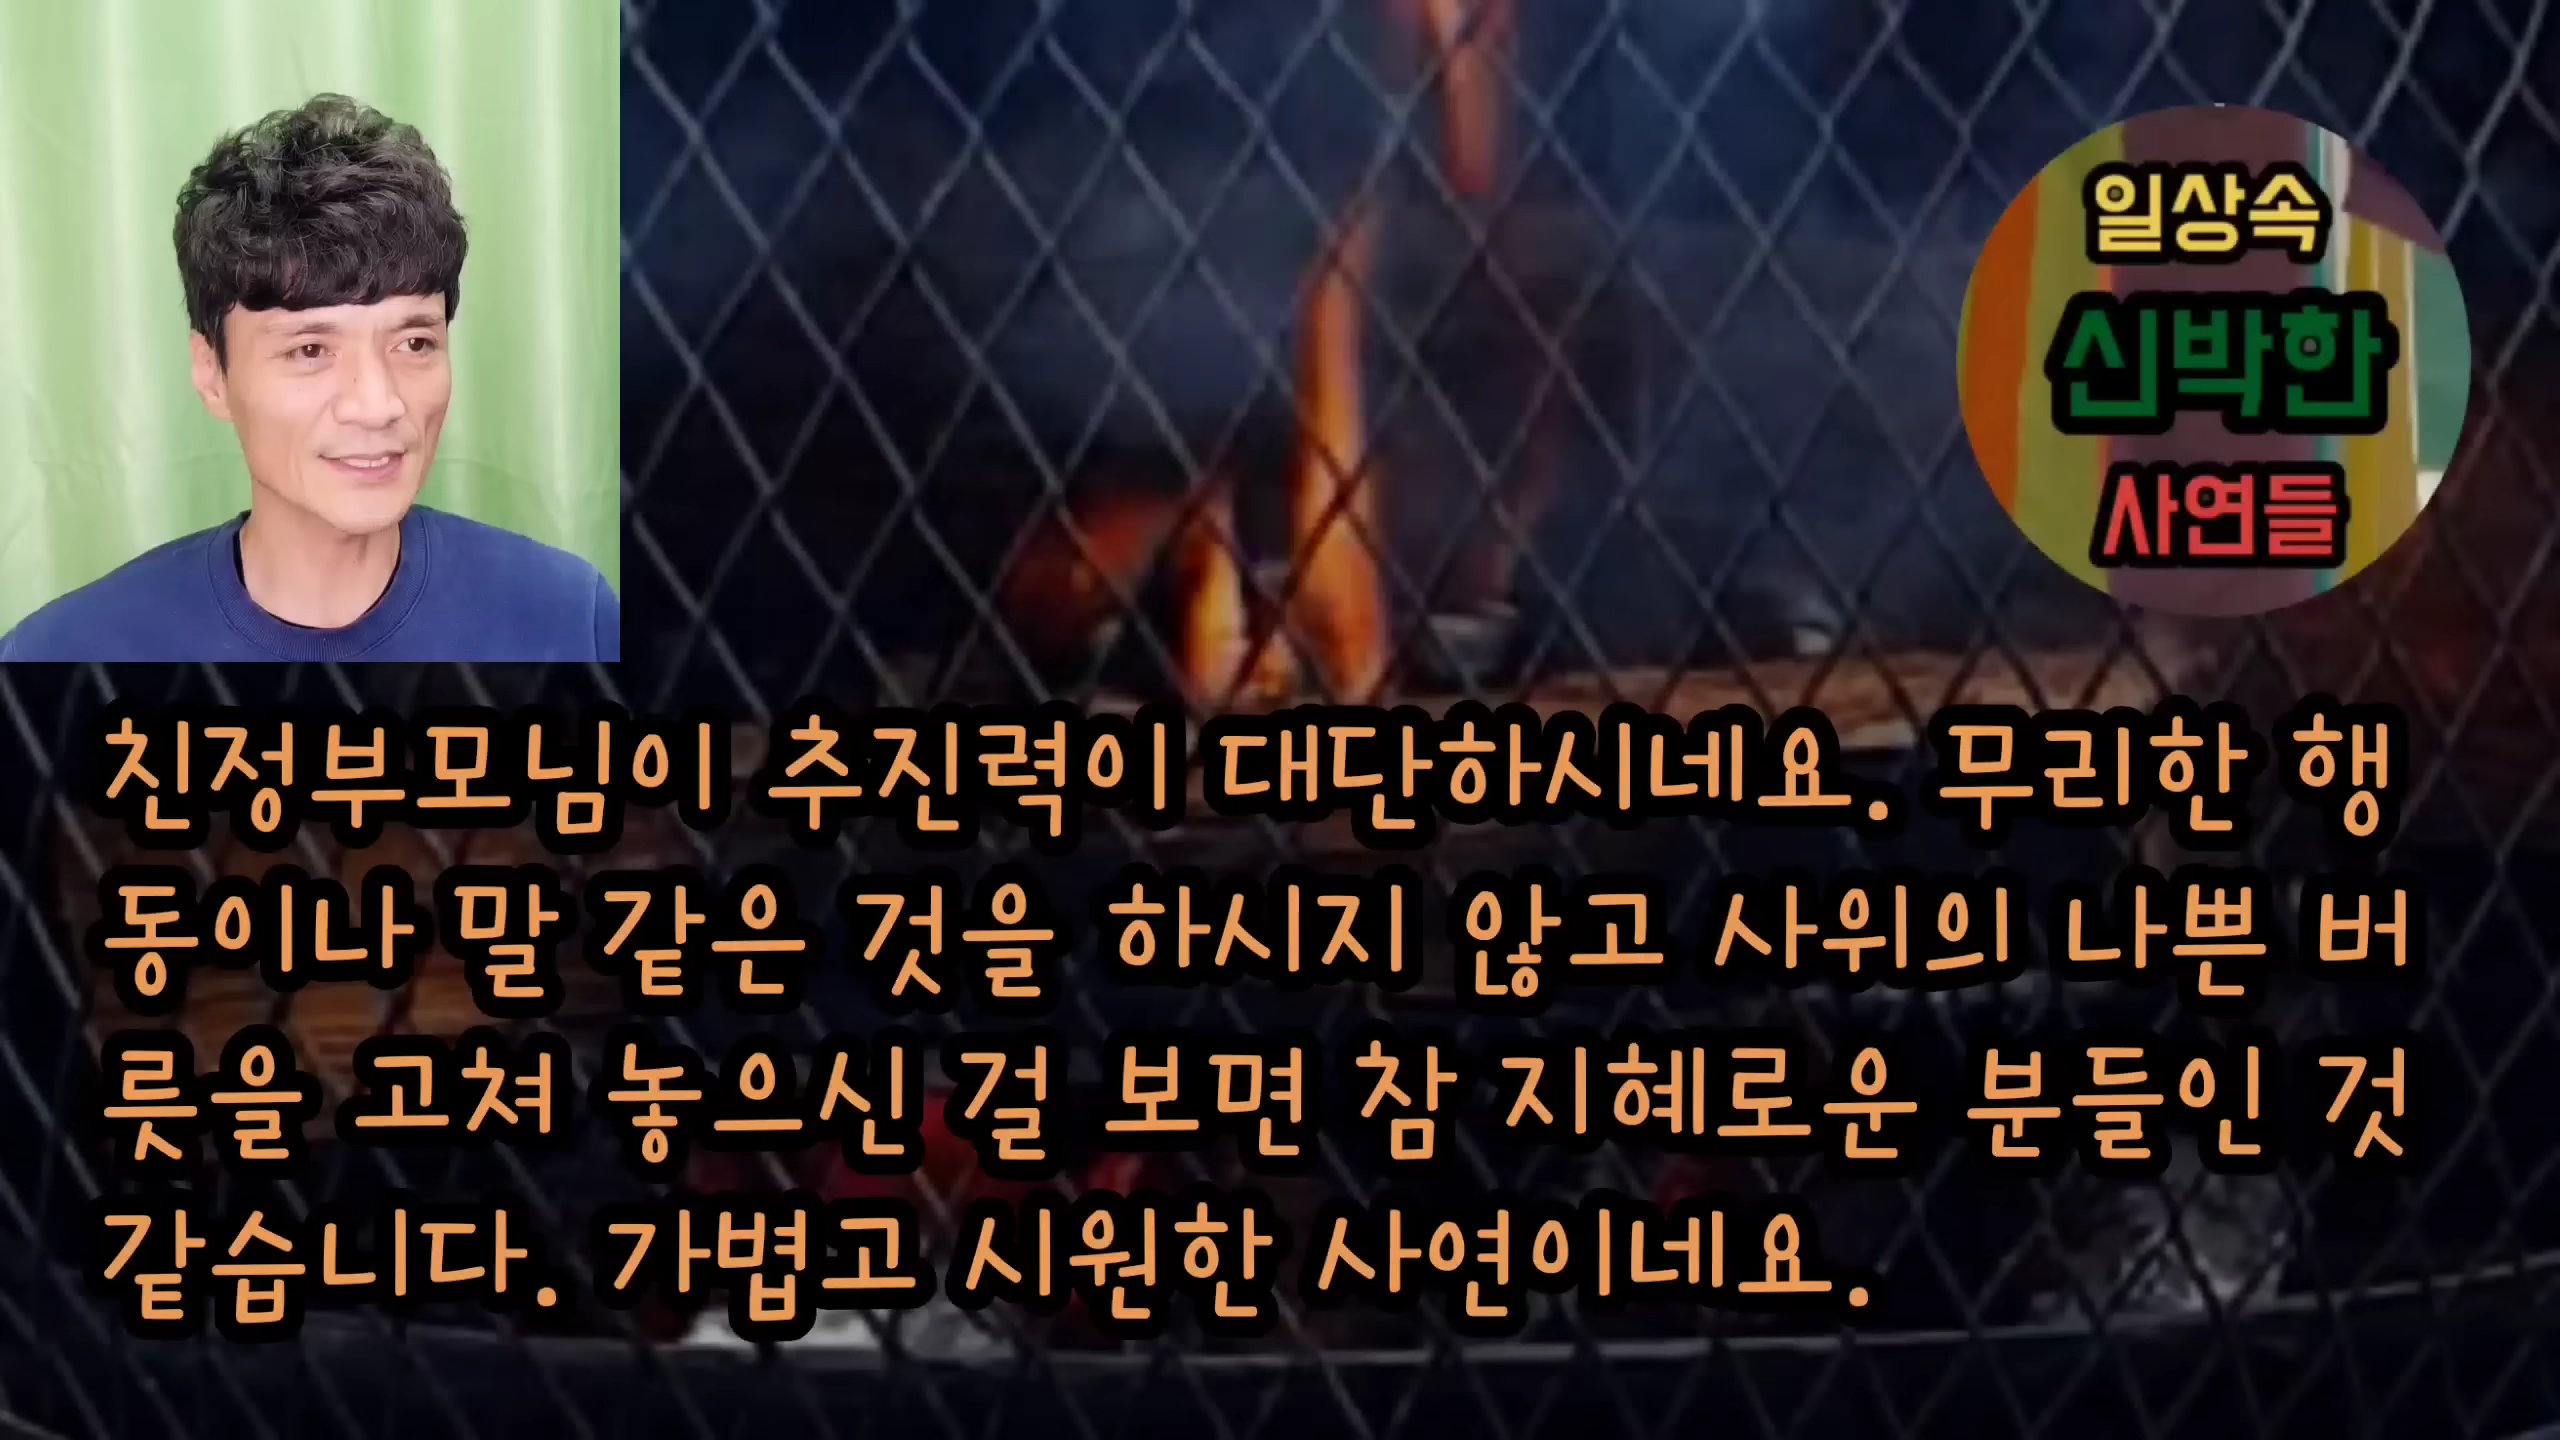 일상속
신박한
사연들
친정부모님이 추진력이 대단하시네요. 무리한 행
동이나 말 같은 것을 하시지 않고 사위의 나쁜 버
릇을 고쳐 놓으신 걸 보면 참 지혜로운 분들인 것
같습니다. 가볍고 시원한 사연이네요.